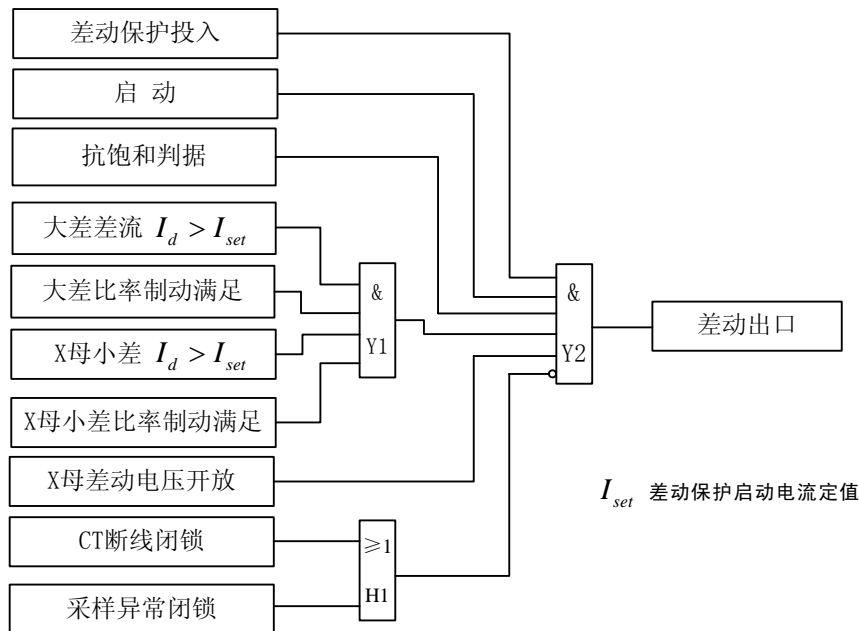 差动保护投入
启 动
抗饱和判据
大差差流 I_d > I_set
大差比率制动满足
X母小差 I_d > I_set
X母小差比率制动满足
X母差动电压开放
CT断线闭锁
采样异常闭锁
&
Y1
≥1
H1
&
Y2
差动出口
I_set 差动保护启动电流定值